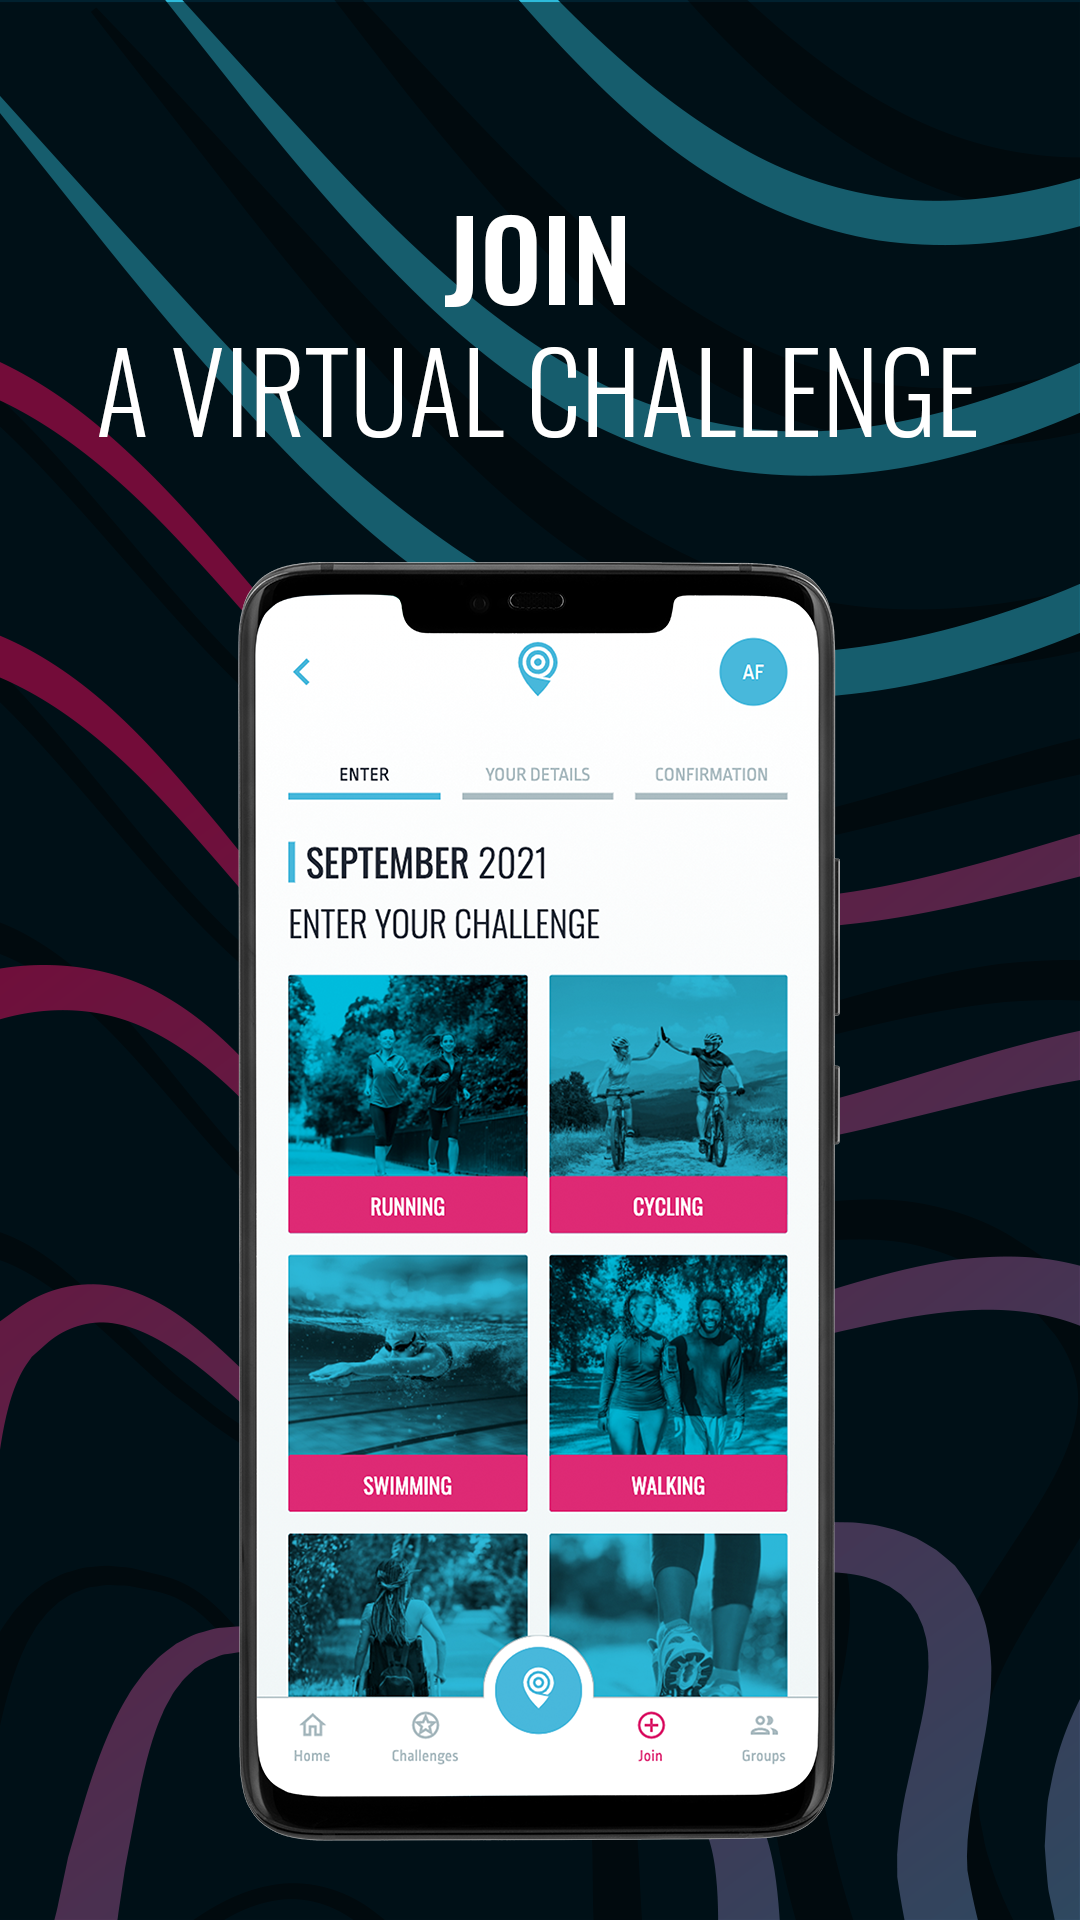 JOIN
A VIRTUAL CHALLENGE
AF
ENTER YOUR DETAILS CONFIRMATION
SEPTEMBER 2021
ENTER YOUR CHALLENGE
RUNNING CYCLING
SWIMMING WALKING
Home Challenges Join Groups